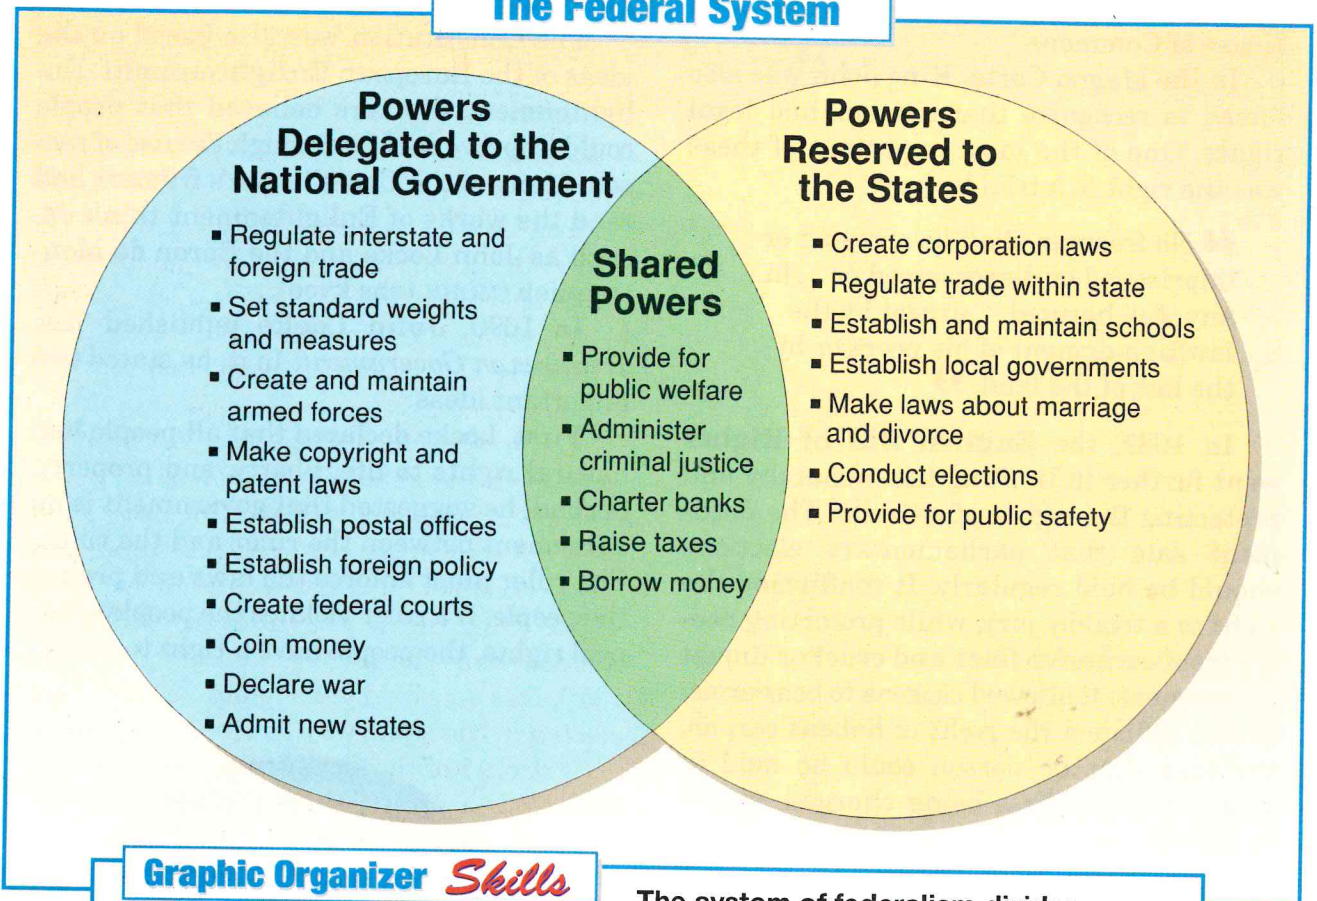 The Federal System
Powers
Delegated to the
National Government
▪ Regulate interstate and
foreign trade
▪ Set standard weights
and measures
▪ Create and maintain
armed forces
▪ Make copyright and
patent laws
▪ Establish postal offices
▪ Establish foreign policy
▪ Create federal courts
▪ Coin money
▪ Declare war
▪ Admit new states
Shared
Powers
▪ Provide for
public welfare
▪ Administer
criminal justice
▪ Charter banks
▪ Raise taxes
▪ Borrow money
Powers
Reserved to
the States
▪ Create corporation laws
▪ Regulate trade within state
▪ Establish and maintain schools
▪ Establish local governments
▪ Make laws about marriage
and divorce
▪ Conduct elections
▪ Provide for public safety
Graphic Organizer Skills
The system of federalism